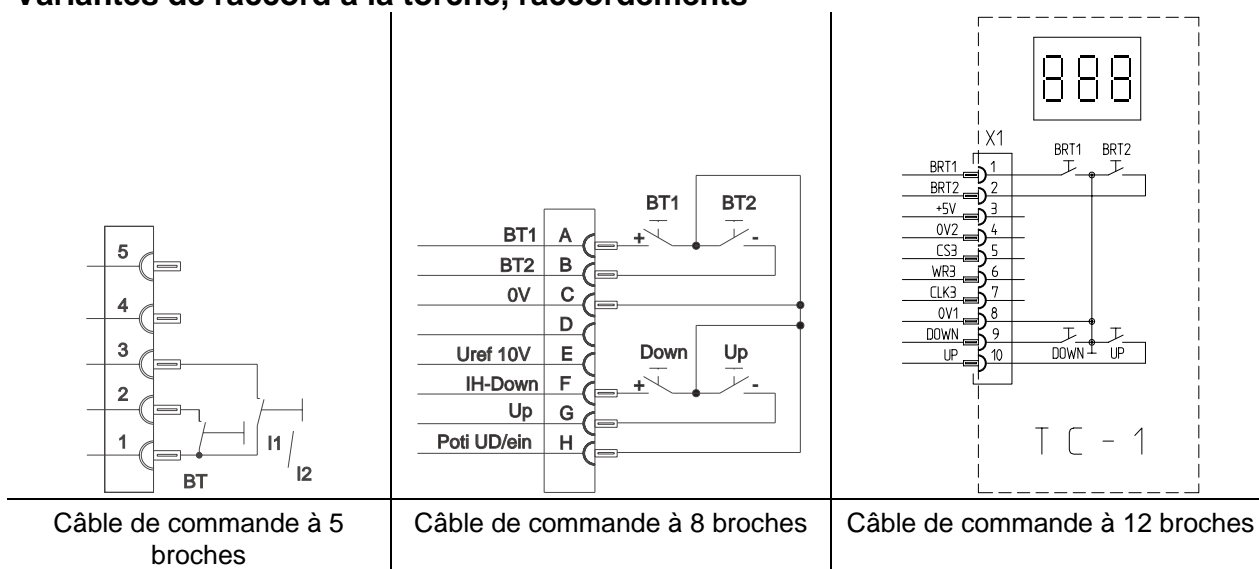 Variantes de raccord à la torche, raccordements
5
4
3
2
1
BT
I1
I2
Câble de commande à 5
broches
BT1 BT2
BT1 A + -
BT2 B
0V C
D
Uref 10V E Down Up
IH-Down F + -
Up G
Poti UD/ein H
Câble de commande à 8 broches
888
X1
BRT1 BRT2
BRT1 1
BRT2 2
+5V 3
0V2 4
CS3 5
WR3 6
CLK3 7
0V1 8
DOWN 9
UP 10
DOWN UP
TC-1
Câble de commande à 12 broches